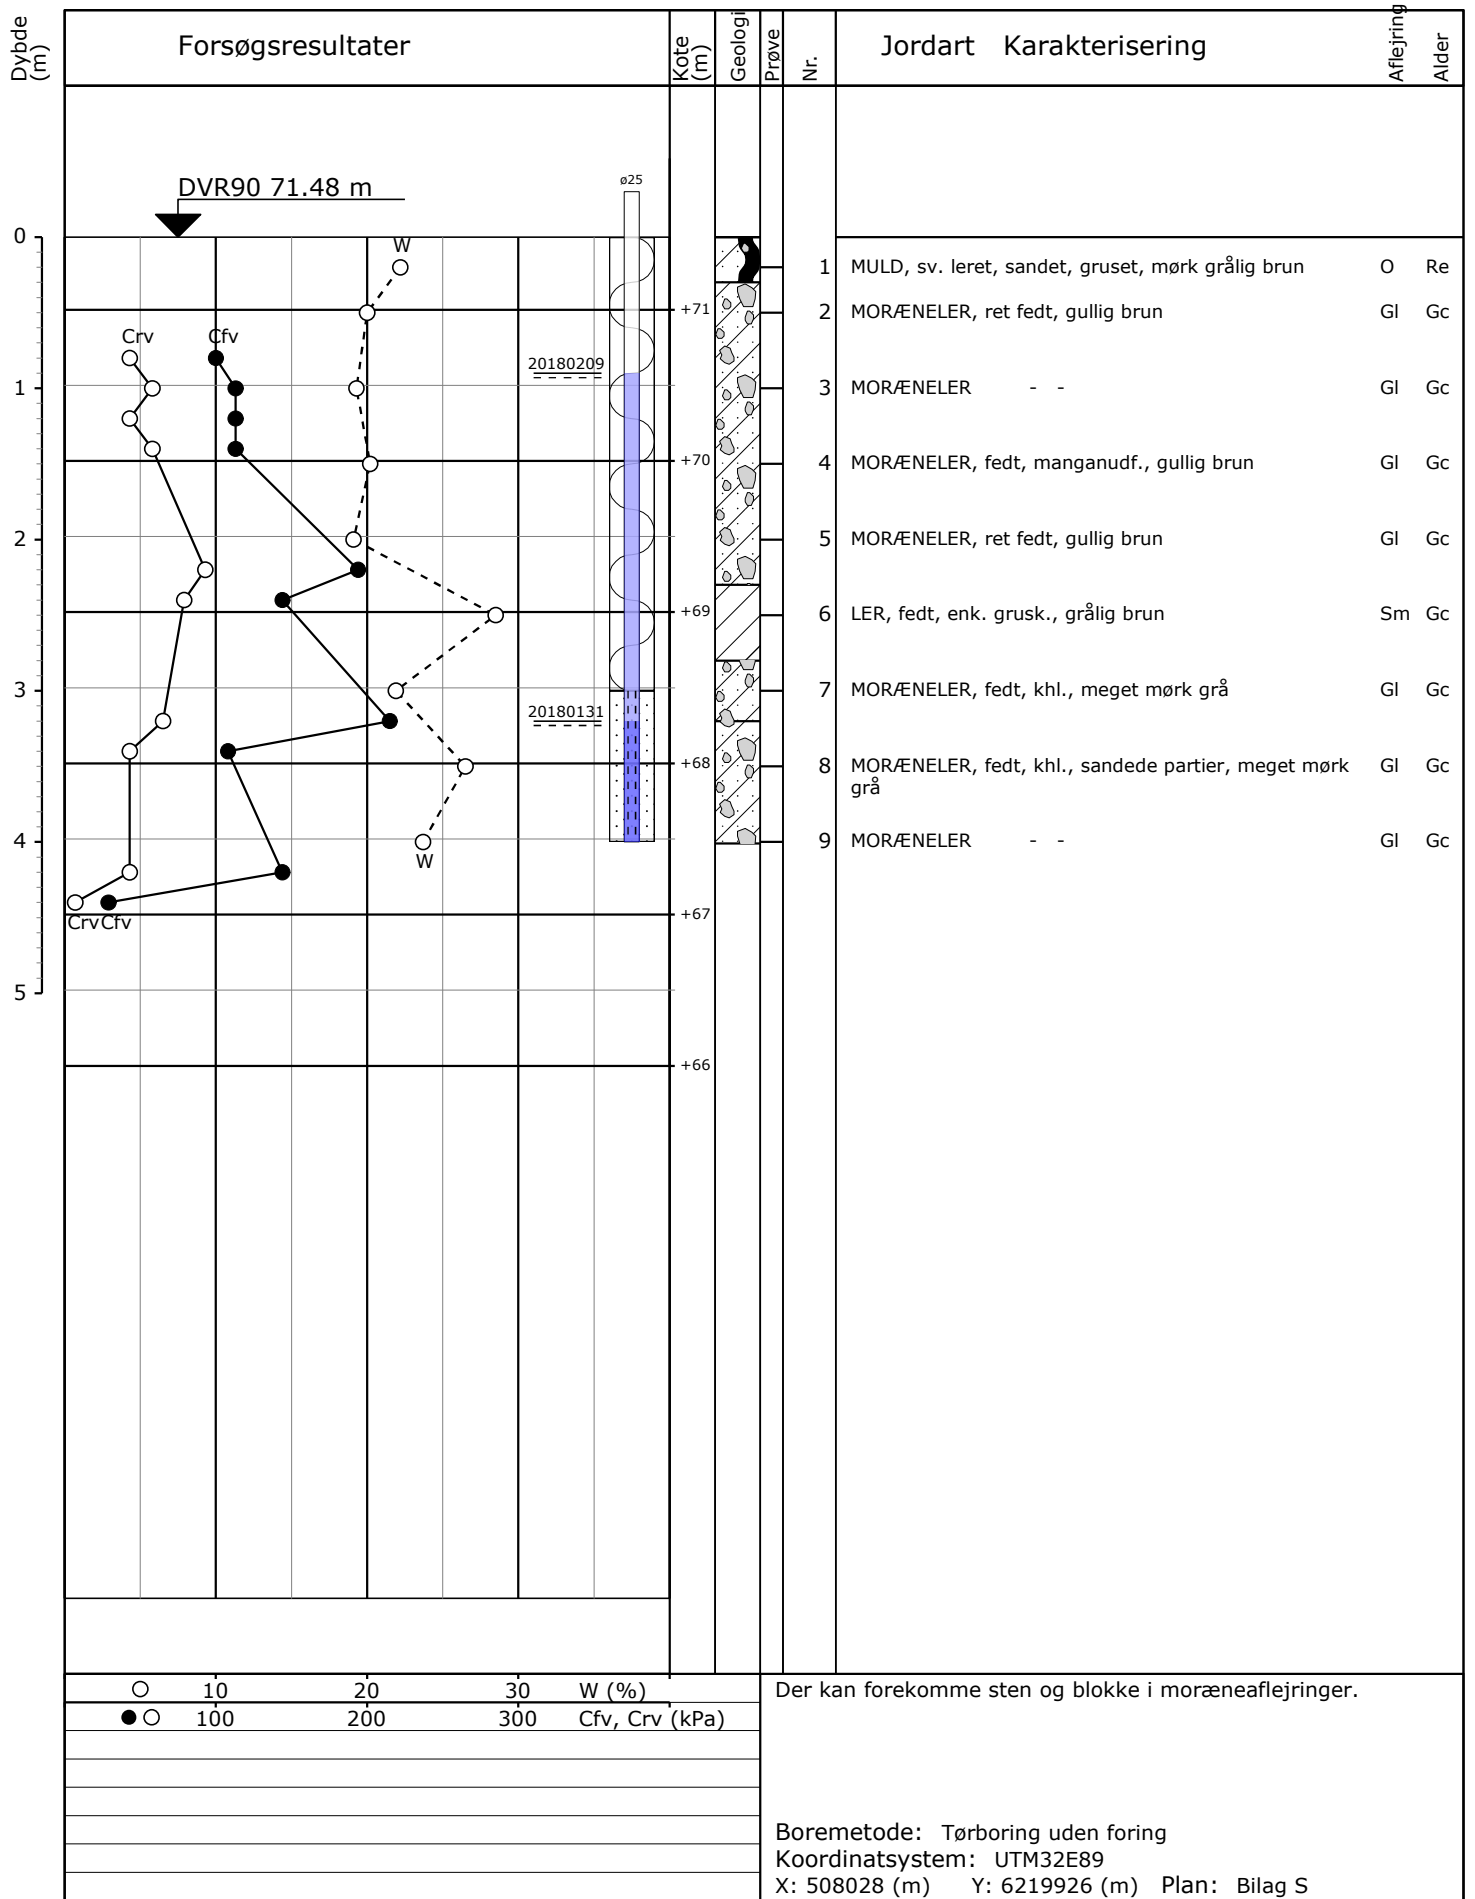 Dybde (m)
Forsøgsresultater
Kote (m)
Geologi
Prøve
Nr.
Jordart Karakterisering
Aflejring
Alder
DVR90 71.48 m
ø25
0
W
1 MULD, sv. leret, sandet, gruset, mørk grålig brun O Re
+71
2 MORÆNELER, ret fedt, gullig brun Gl Gc
Crv Cfv
20180209
1
3 MORÆNELER - - Gl Gc
+70
4 MORÆNELER, fedt, manganudf., gullig brun Gl Gc
2
5 MORÆNELER, ret fedt, gullig brun Gl Gc
+69
6 LER, fedt, enk. grusk., grålig brun Sm Gc
3
7 MORÆNELER, fedt, khl., meget mørk grå Gl Gc
20180131
+68
8 MORÆNELER, fedt, khl., sandede partier, meget mørk Gl Gc
grå
4
9 MORÆNELER - - Gl Gc
W
+67
Crv Cfv
5
+66
10 20 30 W (%)
100 200 300 Cfv, Crv (kPa)
Der kan forekomme sten og blokke i moræneaflejringer.
Boremetode: Tørboring uden foring
Koordinatsystem: UTM32E89
X: 508028 (m) Y: 6219926 (m) Plan: Bilag S